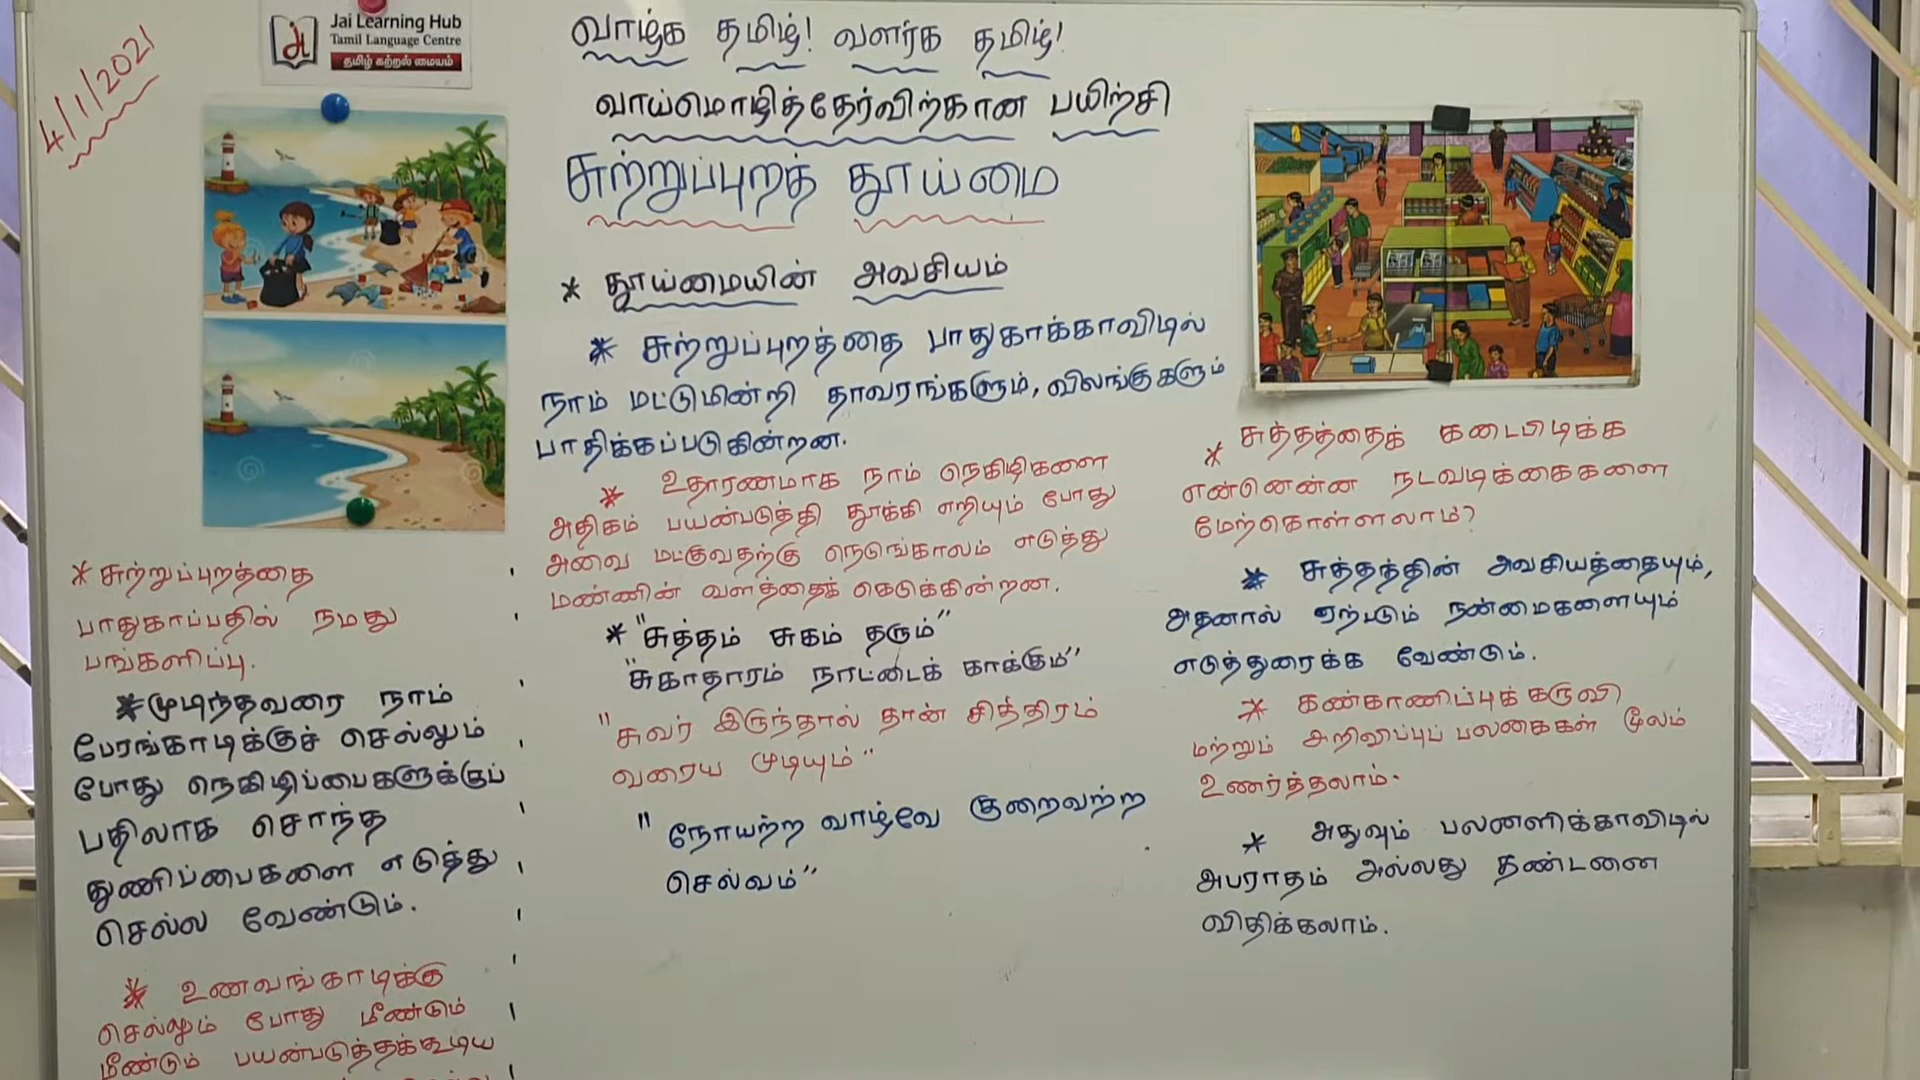 4/1/2021
Jai Learning Hub
Tamil Language Centre
தமிழ் கற்றல் மையம்
வாழ்க தமிழ்! வளர்க தமிழ்!
வாய்மொழித்தேர்விற்கான பயிற்சி
சுற்றுப்புறத் தூய்மை
* தூய்மையின் அவசியம்
* சுற்றுப்புறத்தை பாதுகாக்காவிடில்
நாம் மட்டுமின்றி தாவரங்களும், விலங்குகளும்
பாதிக்கப்படுகின்றன.
* உதாரணமாக நாம் நெகிழிகளை
அதிகம் பயன்படுத்தி தூக்கி எறியும் போது
அவை மட்குவதற்கு நெடுங்காலம் எடுத்து
மண்ணின் வளத்தைக் கெடுக்கின்றன.
* "சுத்தம் சுகம் தரும்"
"சுகாதாரம் நாட்டைக் காக்கும்"
"சுவர் இருந்தால் தான் சித்திரம்
வரைய முடியும்"
" நோயற்ற வாழ்வே குறைவற்ற
செல்வம்"
* சுற்றுப்புறத்தை
பாதுகாப்பதில் நமது
பங்களிப்பு.
* முடிந்தவரை நாம்
பேரங்காடிக்குச் செல்லும்
போது நெகிழிப்பைகளுக்குப்
பதிலாக சொந்த
துணிப்பைகளை எடுத்து
செல்ல வேண்டும்.
* உணவங்காடிக்கு
செல்லும் போது மீண்டும்
மீண்டும் பயன்படுத்தக்கூடிய
* சுத்தத்தைக் கடைபிடிக்க
என்னென்ன நடவடிக்கைகளை
மேற்கொள்ளலாம்?
* சுத்தத்தின் அவசியத்தையும்,
அதனால் ஏற்படும் நன்மைகளையும்
எடுத்துரைக்க வேண்டும்.
* கண்காணிப்புக் கருவி
மற்றும் அறிவிப்புப் பலகைகள் மூலம்
உணர்த்தலாம்.
* அதுவும் பலனளிக்காவிடில்
அபராதம் அல்லது தண்டனை
விதிக்கலாம்.